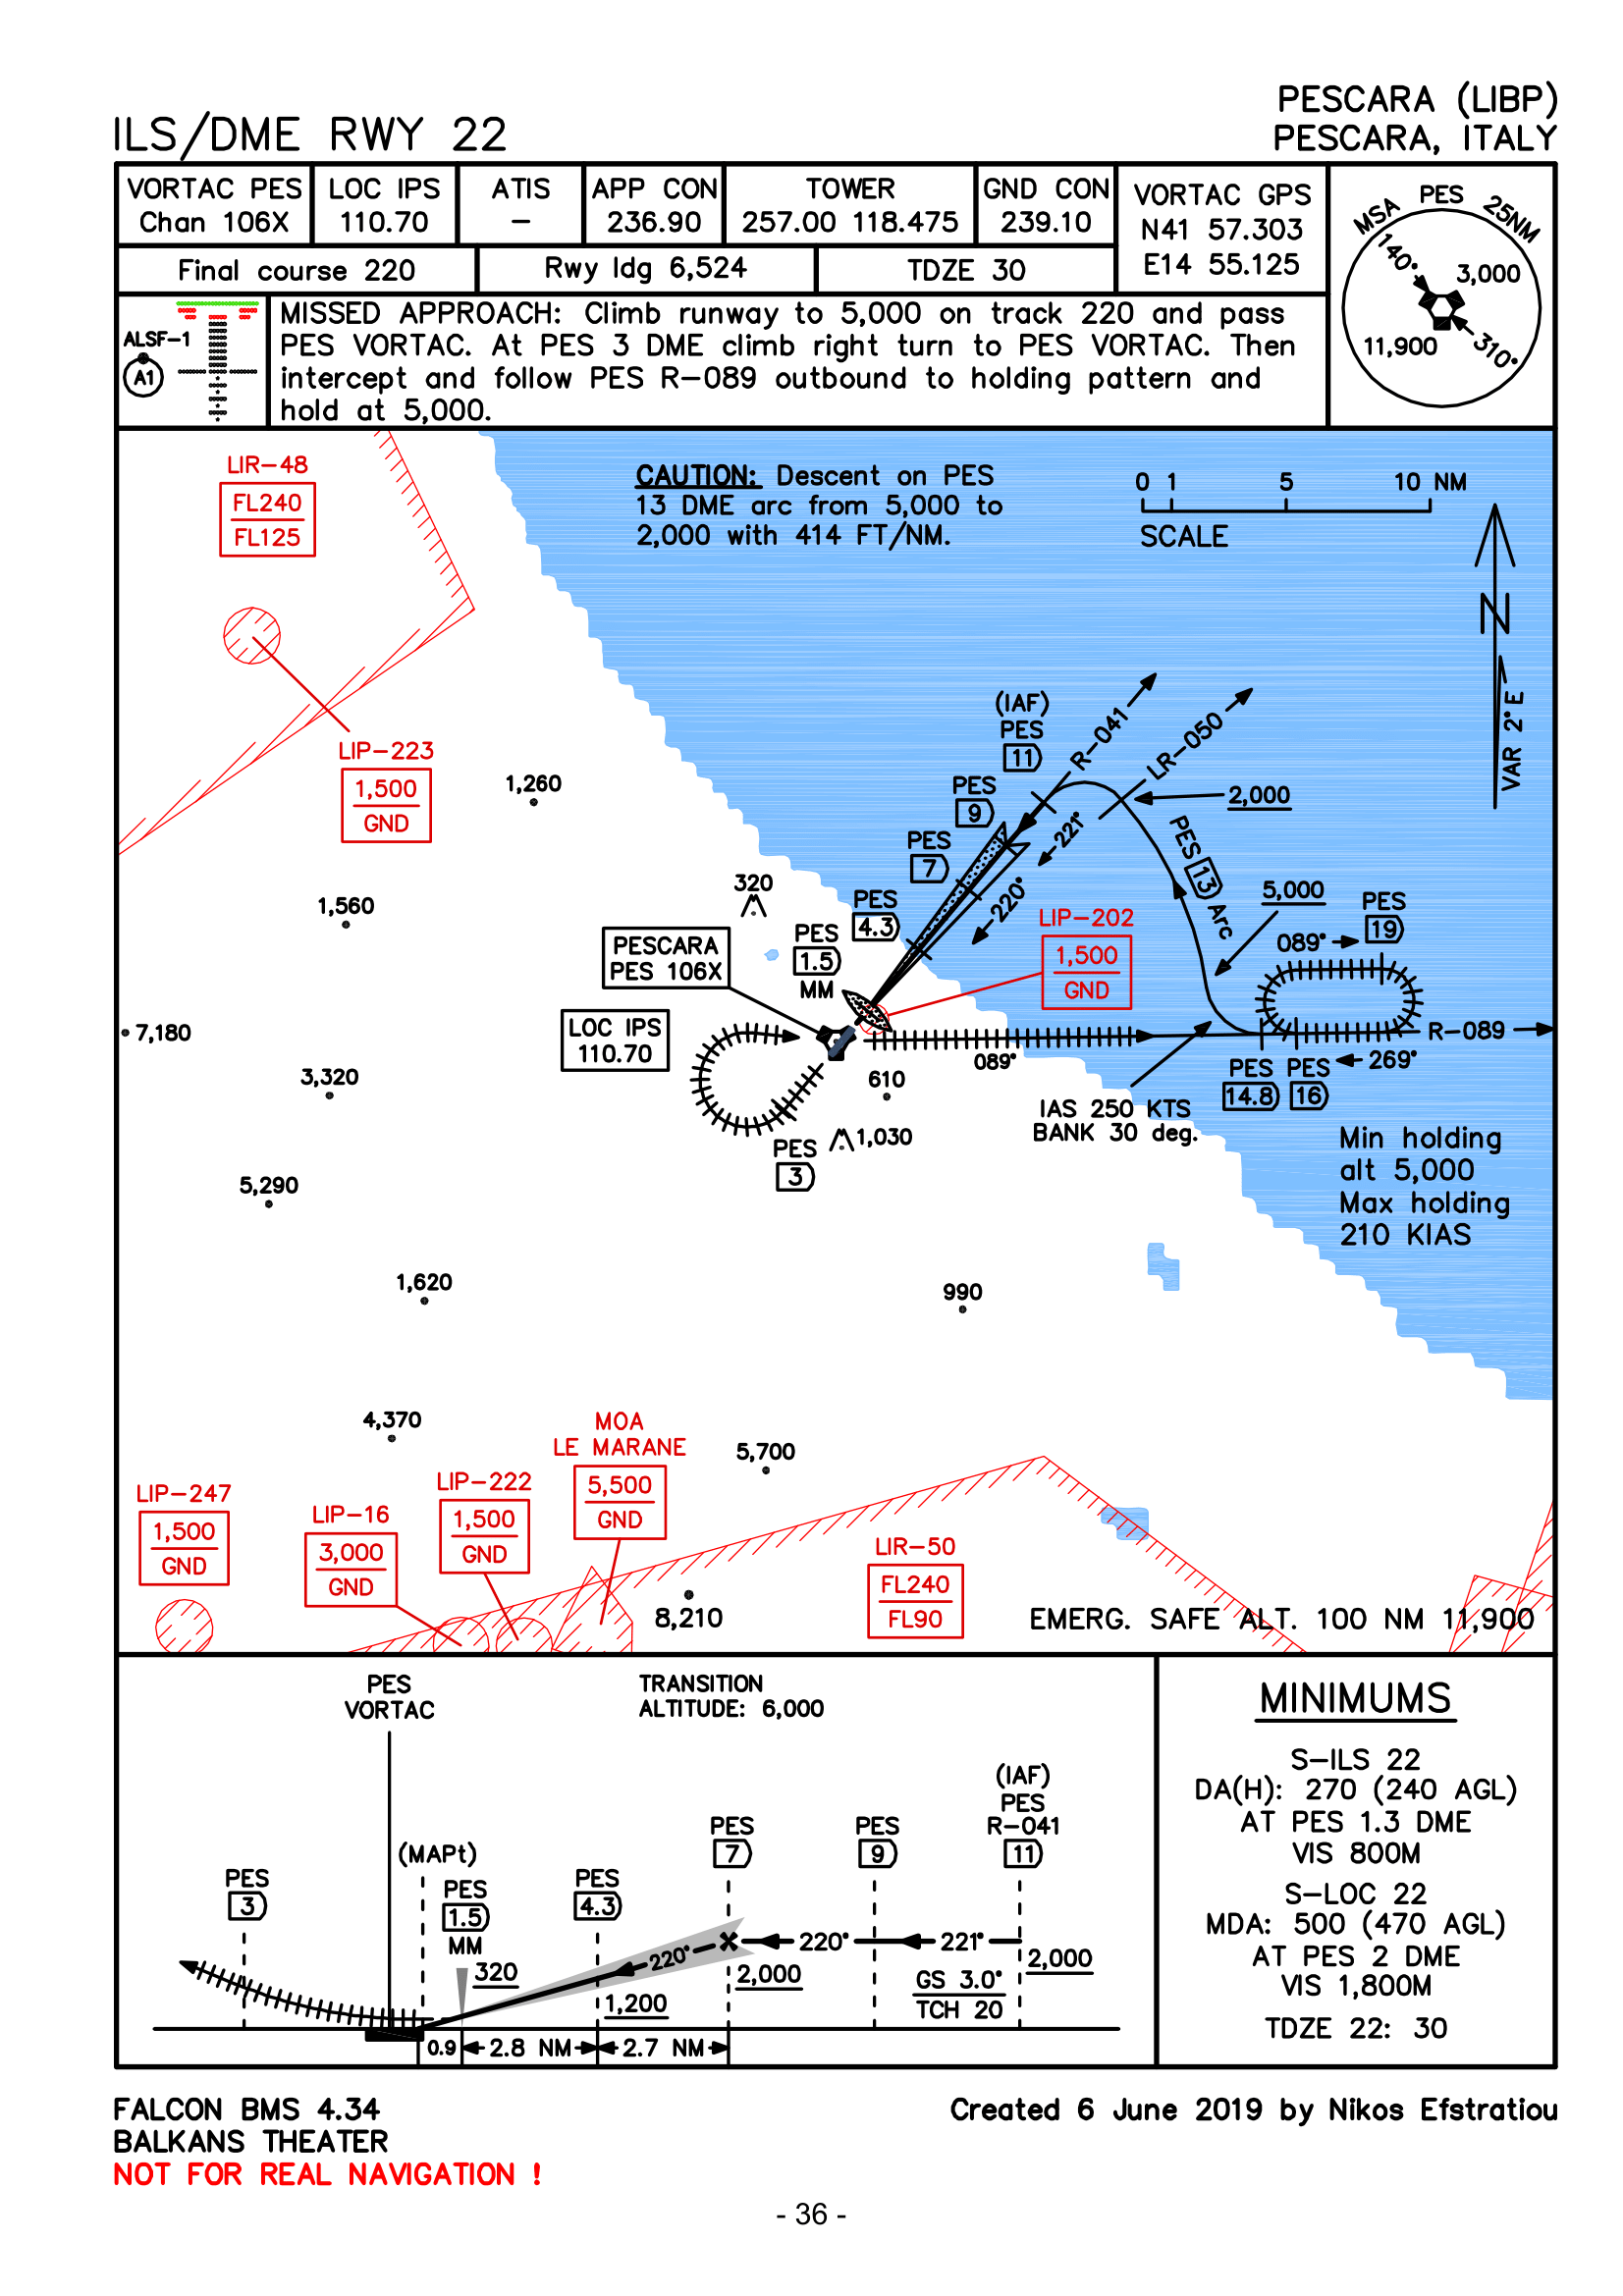 PESCARA (LIBP)
ILS/DME RWY 22
PESCARA, ITALY
VORTAC PES
Chan 106X
LOC IPS
110.70
ATIS
–
APP CON
236.90
TOWER
257.00 118.475
GND CON
239.10
VORTAC GPS
N41 57.303
E14 55.125
Final course 220
Rwy ldg 6,524
TDZE 30
MSA PES 25NM
140°
3,000
11,900
310°
ALSF-1
A1
MISSED APPROACH: Climb runway to 5,000 on track 220 and pass
PES VORTAC. At PES 3 DME climb right turn to PES VORTAC. Then
intercept and follow PES R-089 outbound to holding pattern and
hold at 5,000.
LIR-48
FL240
FL125
CAUTION: Descent on PES
13 DME arc from 5,000 to
2,000 with 414 FT/NM.
0 1 5 10 NM
SCALE
N
VAR 2°E
LIP-223
1,500
GND
1,260
(IAF)
PES
11
R-041
LR-050
PES
9
2,000
221°
PES
7
PES 13 Arc
220°
320
1,560
PES
4.3
LIP-202
1,500
GND
5,000
PES
19
089°
PESCARA
PES 106X
PES
1.5
MM
7,180
LOC IPS
110.70
R-089
089°
269°
PES
14.8
PES
16
3,320
610
IAS 250 KTS
BANK 30 deg.
1,030
PES
3
Min holding
alt 5,000
Max holding
210 KIAS
5,290
1,620
990
4,370
5,700
MOA
LE MARANE
5,500
GND
LIP-247
1,500
GND
LIP-16
3,000
GND
LIP-222
1,500
GND
LIR-50
FL240
FL90
8,210
EMERG. SAFE ALT. 100 NM 11,900
PES
VORTAC
TRANSITION
ALTITUDE: 6,000
(IAF)
PES
R-041
11
PES
7
PES
9
(MAPt)
PES
3
PES
1.5
MM
PES
4.3
220°
220°
221°
320
2,000
2,000
GS 3.0°
TCH 20
1,200
0.9
2.8 NM
2.7 NM
MINIMUMS
S-ILS 22
DA(H): 270 (240 AGL)
AT PES 1.3 DME
VIS 800M
S-LOC 22
MDA: 500 (470 AGL)
AT PES 2 DME
VIS 1,800M
TDZE 22: 30
FALCON BMS 4.34
Created 6 June 2019 by Nikos Efstratiou
BALKANS THEATER
NOT FOR REAL NAVIGATION !
- 36 -